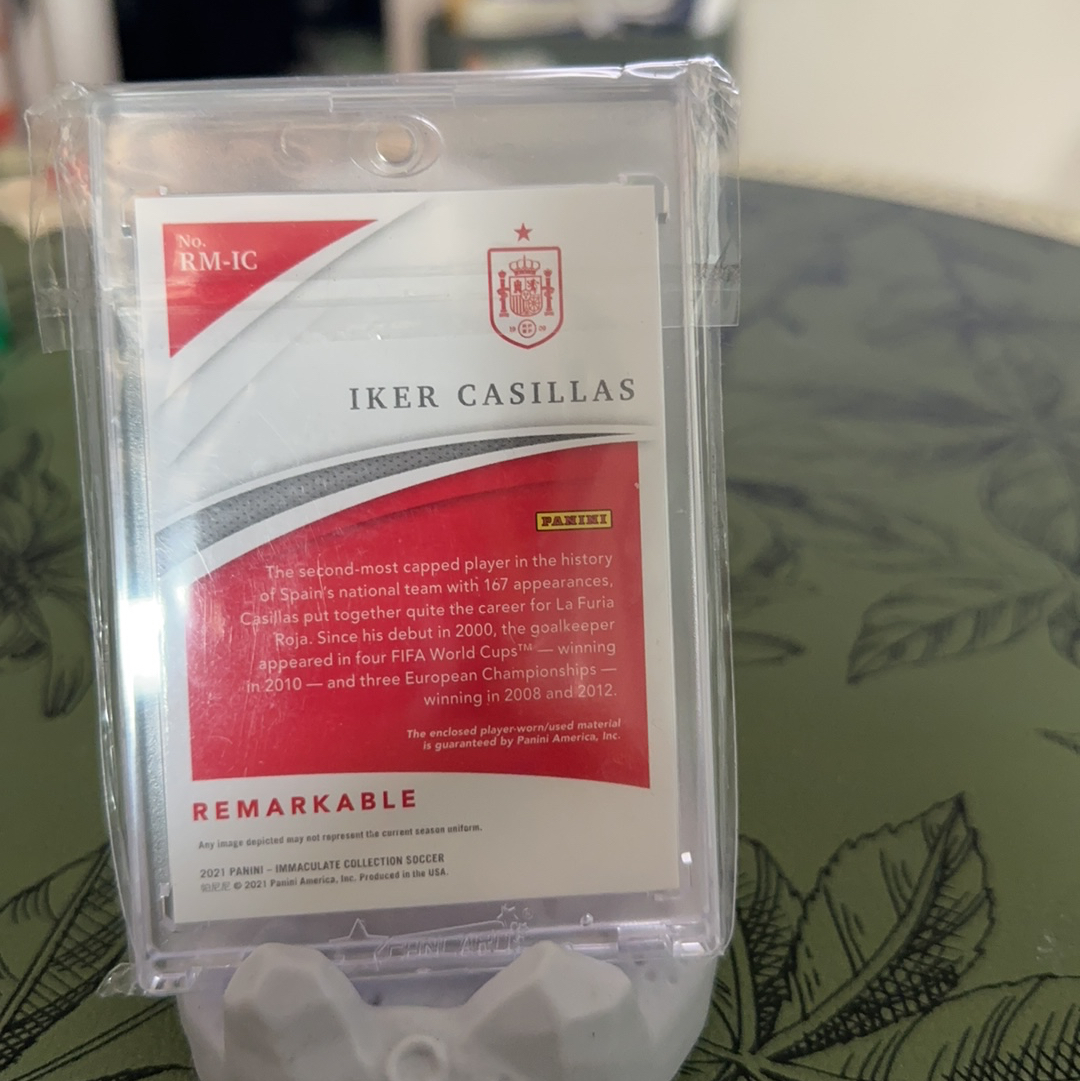 No.
RM-IC
IKER CASILLAS
PANINI
The second-most capped player in the history
of Spain's national team with 167 appearances,
Casillas put together quite the career for La Furia
Roja. Since his debut in 2000, the goalkeeper
appeared in four FIFA World Cups™ — winning
in 2010 — and three European Championships —
winning in 2008 and 2012.
The enclosed player-worn/used material
is guaranteed by Panini America, Inc.
REMARKABLE
Any image depicted may not represent the current season uniform.
2021 PANINI – IMMACULATE COLLECTION SOCCER
© 2021 Panini America, Inc. Produced in the USA.